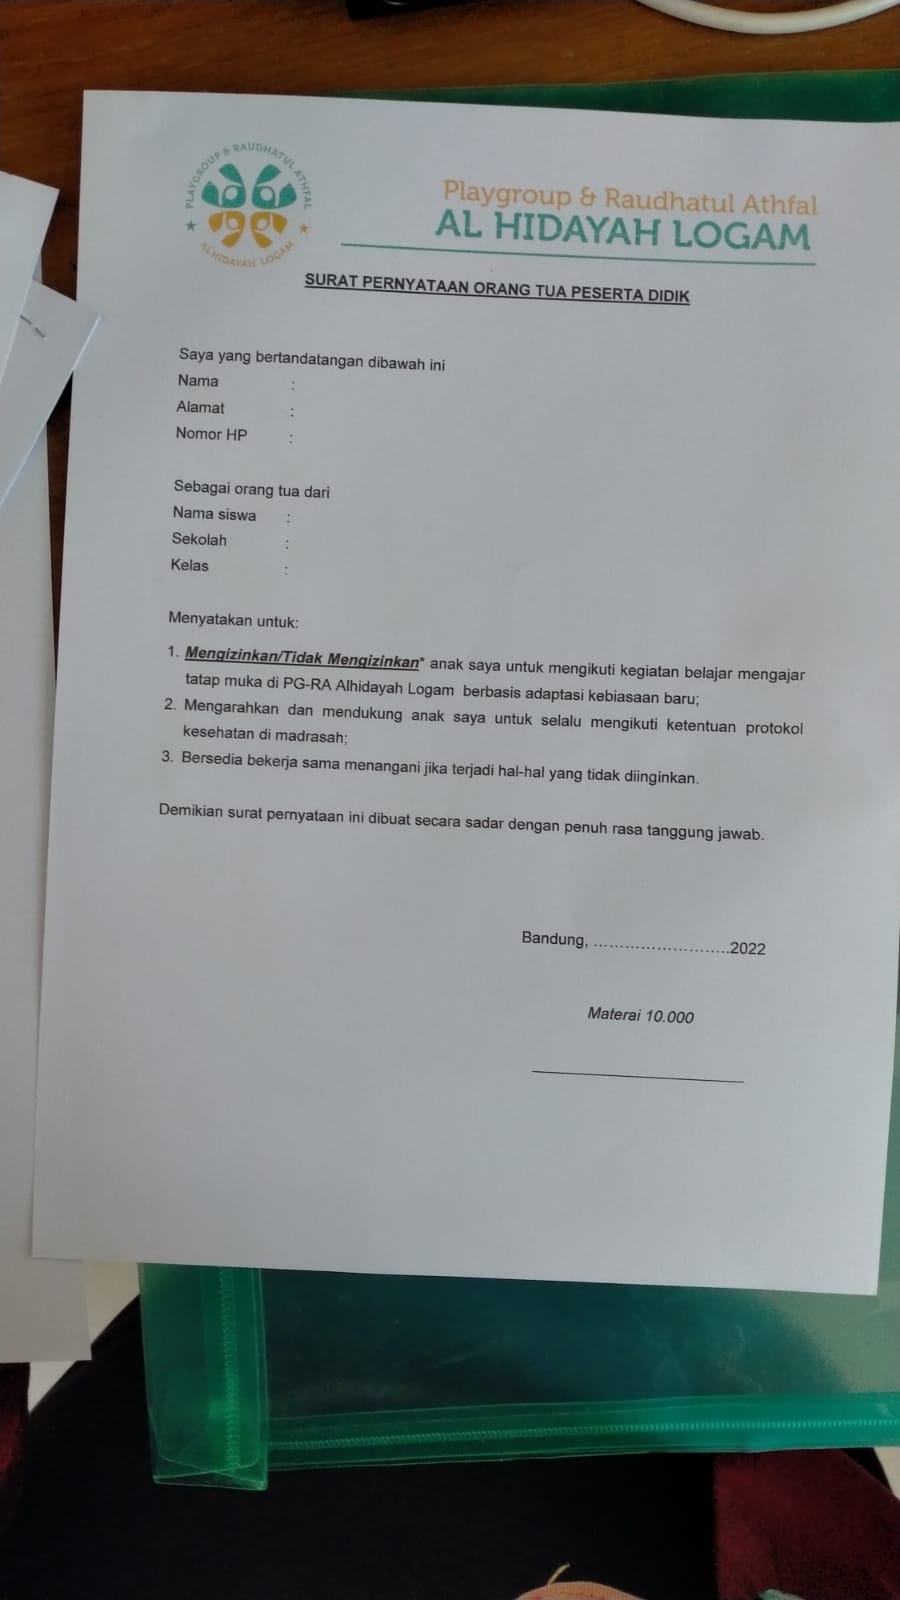 PLAYGROUP & RAUDHATUL ATHFAL
AL HIDAYAH LOGAM
Playgroup & Raudhatul Athfal
AL HIDAYAH LOGAM
SURAT PERNYATAAN ORANG TUA PESERTA DIDIK
Saya yang bertandatangan dibawah ini
Nama :
Alamat :
Nomor HP :
Sebagai orang tua dari
Nama siswa :
Sekolah :
Kelas :
Menyatakan untuk:
1. Mengizinkan/Tidak Mengizinkan* anak saya untuk mengikuti kegiatan belajar mengajar
tatap muka di PG-RA Alhidayah Logam berbasis adaptasi kebiasaan baru;
2. Mengarahkan dan mendukung anak saya untuk selalu mengikuti ketentuan protokol
kesehatan di madrasah;
3. Bersedia bekerja sama menangani jika terjadi hal-hal yang tidak diinginkan.
Demikian surat pernyataan ini dibuat secara sadar dengan penuh rasa tanggung jawab.
Bandung, ……………………..2022
Materai 10.000